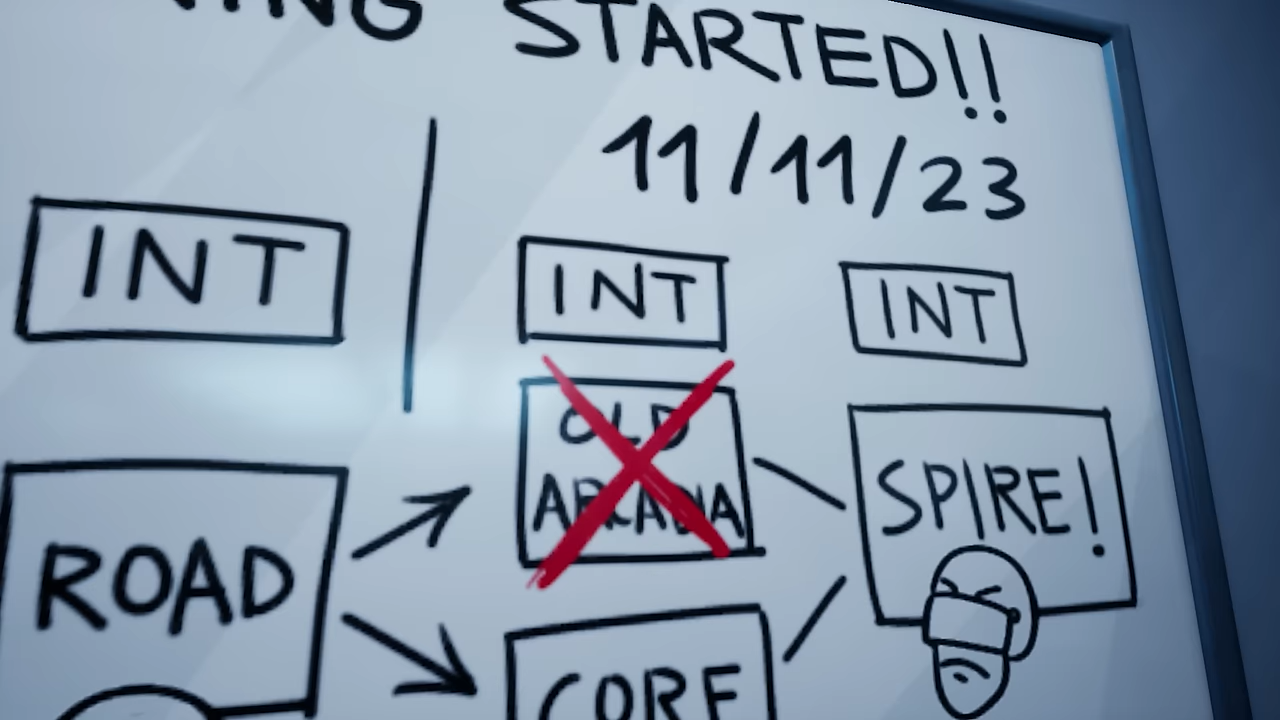 STARTED!!
11/11/23
INT
INT
INT
OLD
ARCADIA
SPIRE!
ROAD
CORE